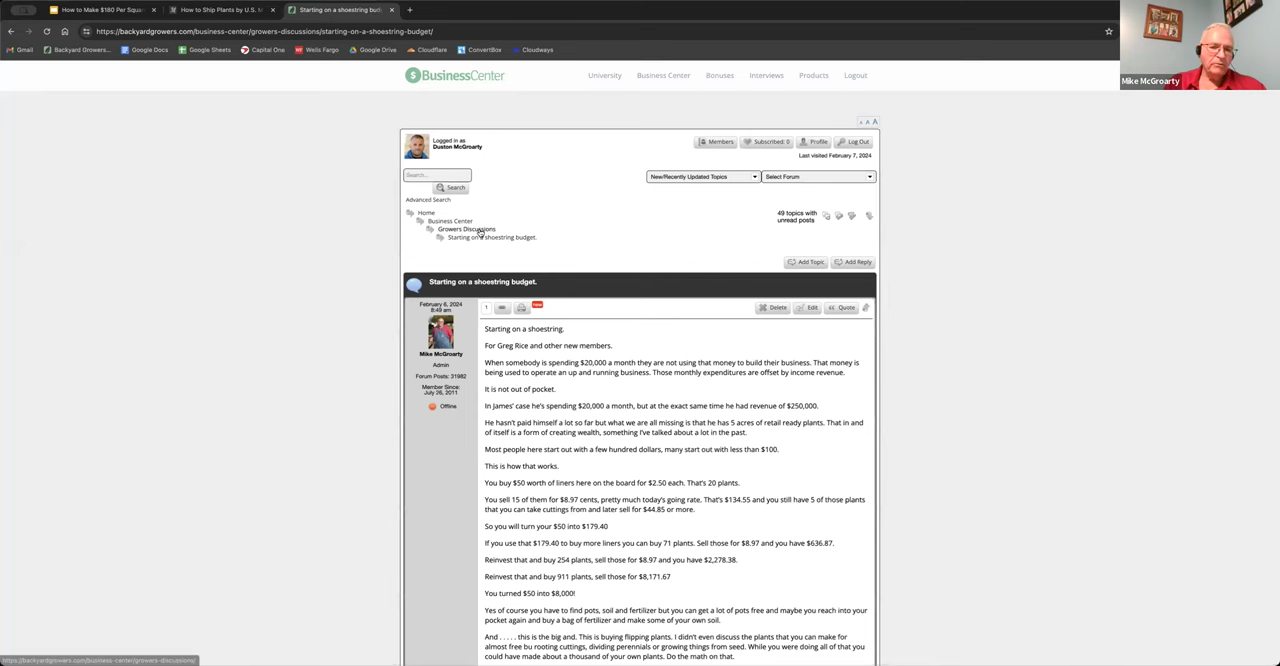 How to Make $180 Per Squar
How to Ship Plants by U.S. M
Starting on a shoestring bud
https://backyardgrowers.com/business-center/growers-discussions/starting-on-a-shoestring-budget/
Gmail
Backyard Growers...
Google Docs
Google Sheets
Capital One
Wells Fargo
Google Drive
Cloudflare
ConvertBox
Cloudways
Mike McGroarty
$BusinessCenter
University
Business Center
Bonuses
Interviews
Products
Logout
A A A
Logged in as
Duston McGroarty
Members
Subscribed: 0
Profile
Log Out
Last visited February 7, 2024
Search...
Search
Advanced Search
New/Recently Updated Topics
Select Forum
Home
Business Center
Growers Discussions
Starting on a shoestring budget.
49 topics with
unread posts
Add Topic
Add Reply
Starting on a shoestring budget.
February 6, 2024
8:49 am
Mike McGroarty
Admin
Forum Posts: 31982
Member Since:
July 26, 2011
Offline
1
new
Delete
Edit
Quote
Starting on a shoestring.
For Greg Rice and other new members.
When somebody is spending $20,000 a month they are not using that money to build their business. That money is
being used to operate an up and running business. Those monthly expenditures are offset by income revenue.
It is not out of pocket.
In James' case he's spending $20,000 a month, but at the exact same time he had revenue of $250,000.
He hasn't paid himself a lot so far but what we are all missing is that he has 5 acres of retail ready plants. That in and
of itself is a form of creating wealth, something I've talked about a lot in the past.
Most people here start out with a few hundred dollars, many start out with less than $100.
This is how that works.
You buy $50 worth of liners here on the board for $2.50 each. That's 20 plants.
You sell 15 of them for $8.97 cents, pretty much today's going rate, That's $134.55 and you still have 5 of those plants
that you can take cuttings from and later sell for $44.85 or more.
So you will turn your $50 into $179.40
If you use that $179.40 to buy more liners you can buy 71 plants. Sell those for $8.97 and you have $636.87.
Reinvest that and buy 254 plants, sell those for $8.97 and you have $2,278.38.
Reinvest that and buy 911 plants, sell those for $8,171.67
You turned $50 into $8,000!
Yes of course you have to find pots, soil and fertilizer but you can get a lot of pots free and maybe you reach into your
pocket again and buy a bag of fertilizer and make some of your own soil.
And . . . . . this is the big and. This is buying flipping plants. I didn't even discuss the plants that you can make for
almost free bu rooting cuttings, dividing perennials or growing things from seed. While you were doing all of that you
could have made about a thousand of your own plants. Do the math on that.
https://backyardgrowers.com/business-center/growers-discussions/